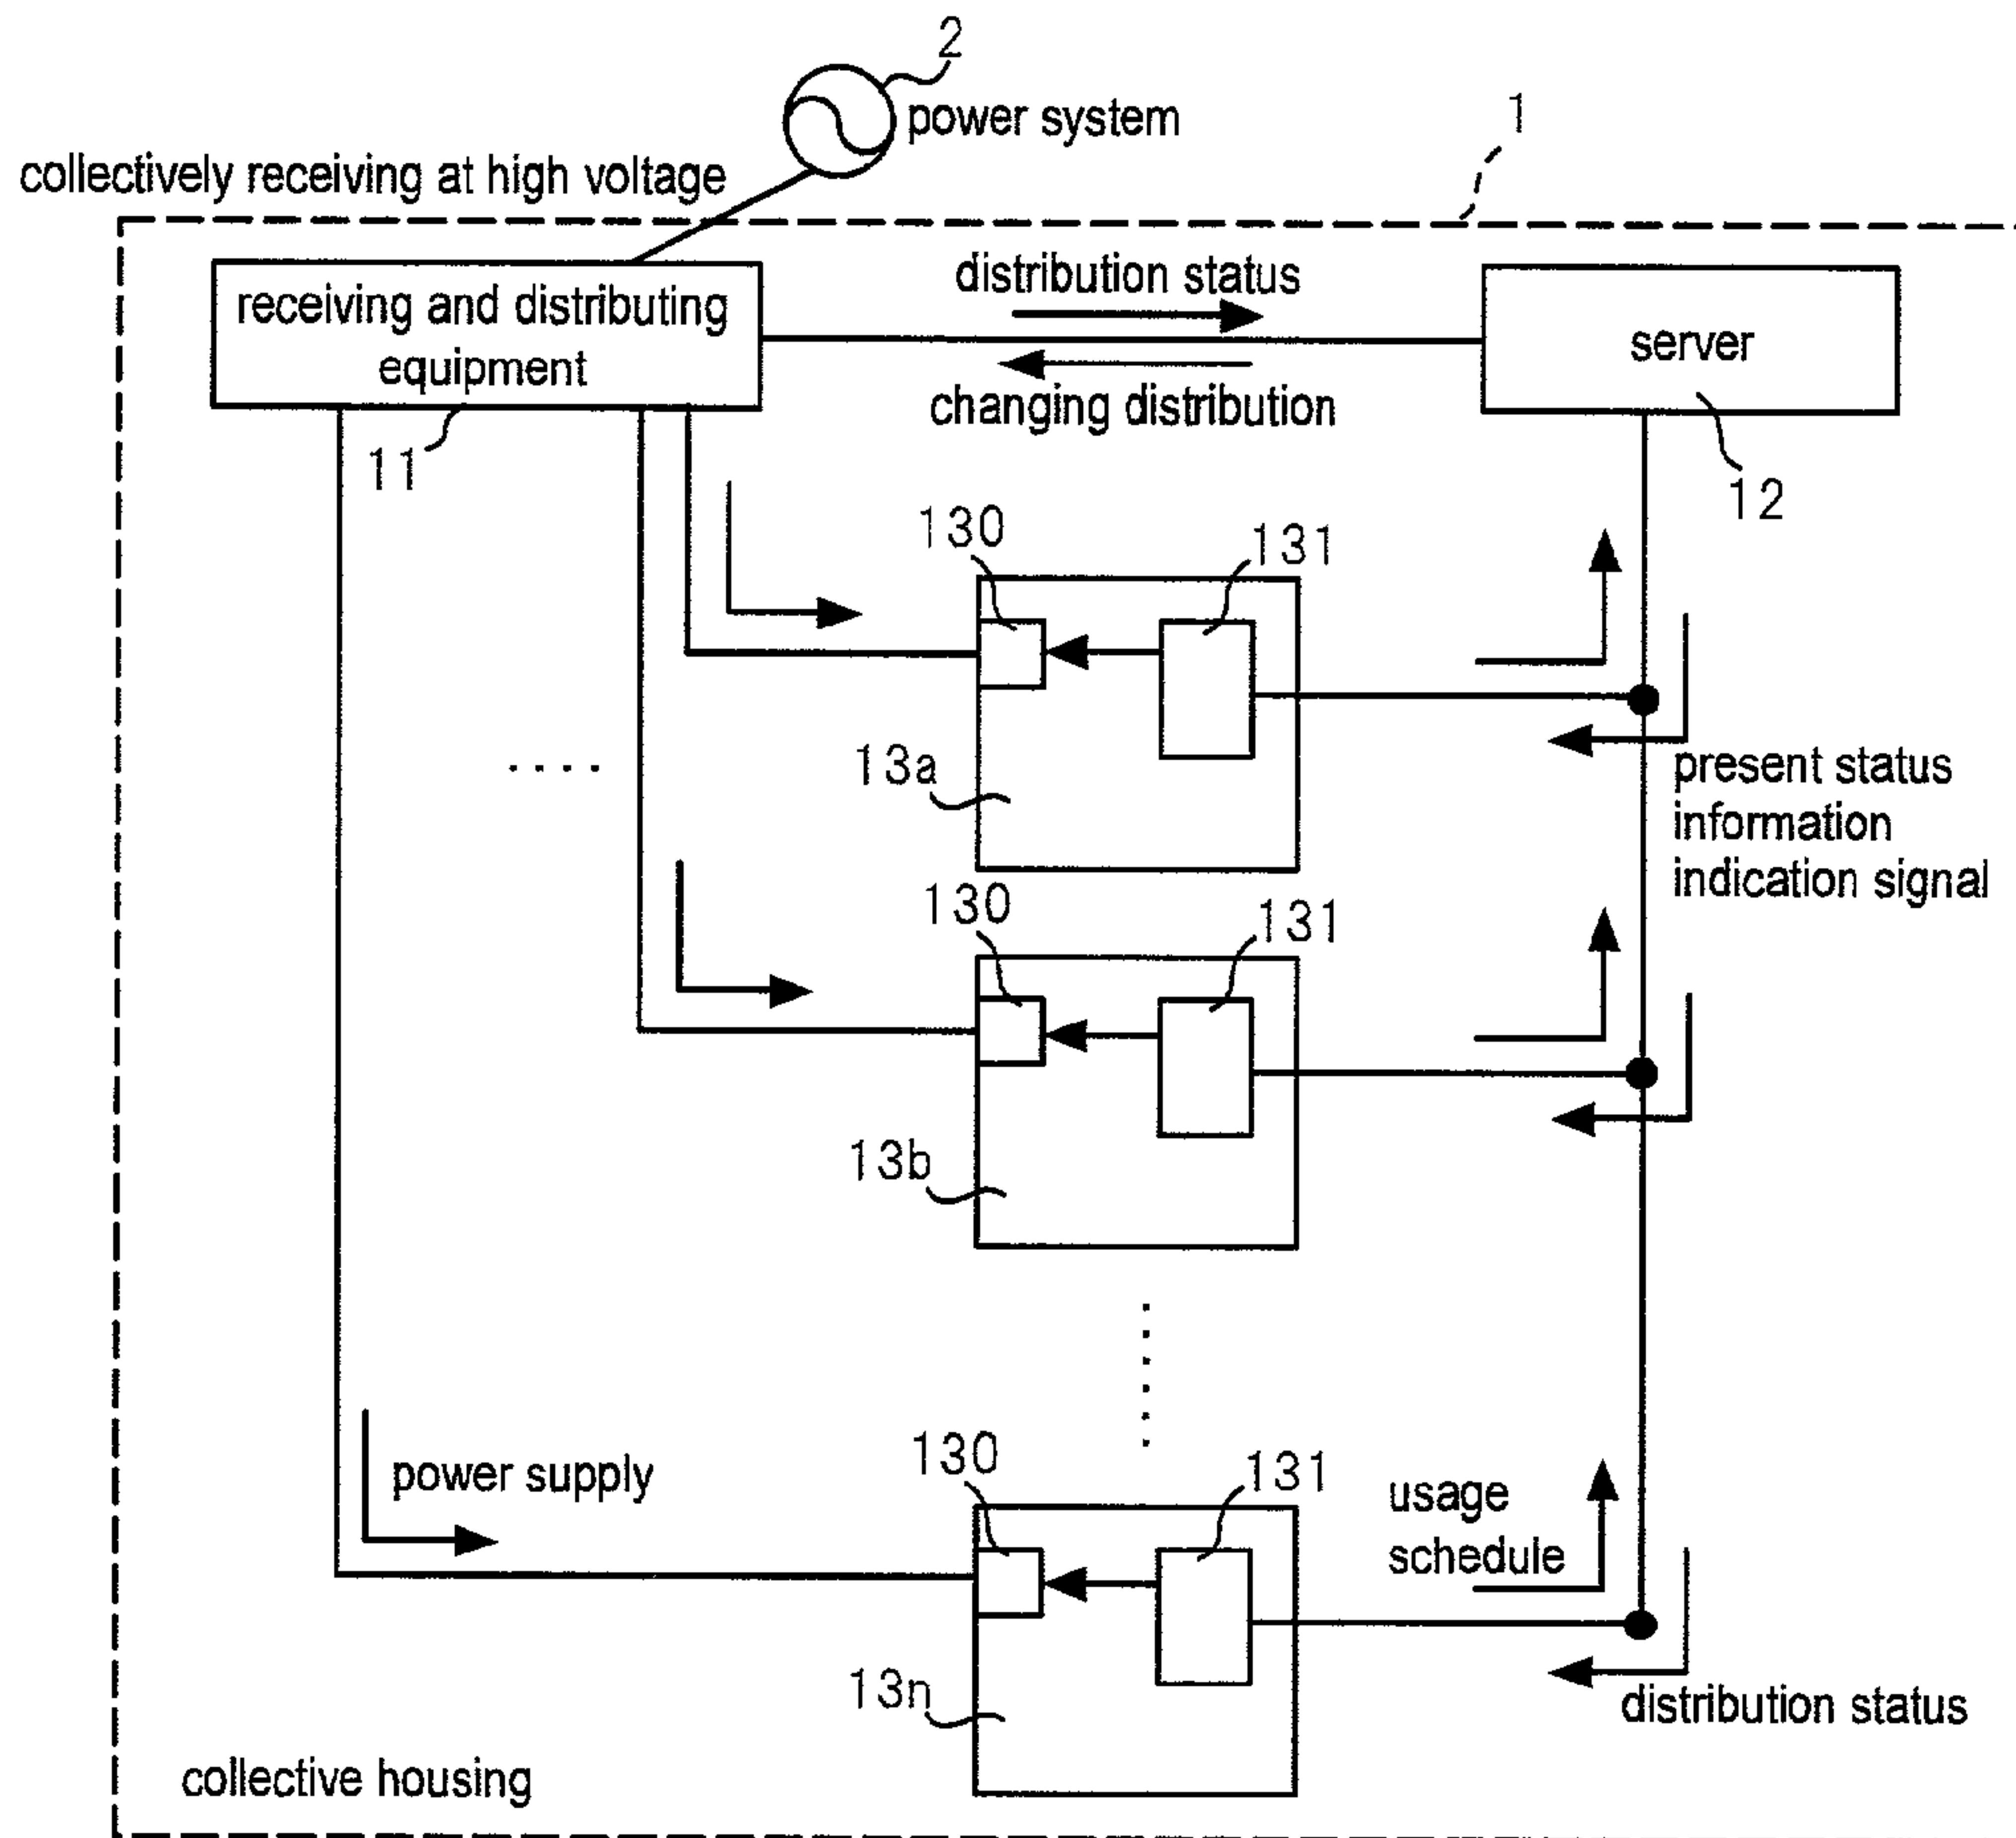 2
power system
1
collectively receiving at high voltage
receiving and distributing
equipment
distribution status
changing distribution
server
11
12
130
131
13a
....
present status
information
indication signal
130
131
13b
......
power supply
130
131
usage
schedule
13n
distribution status
collective housing